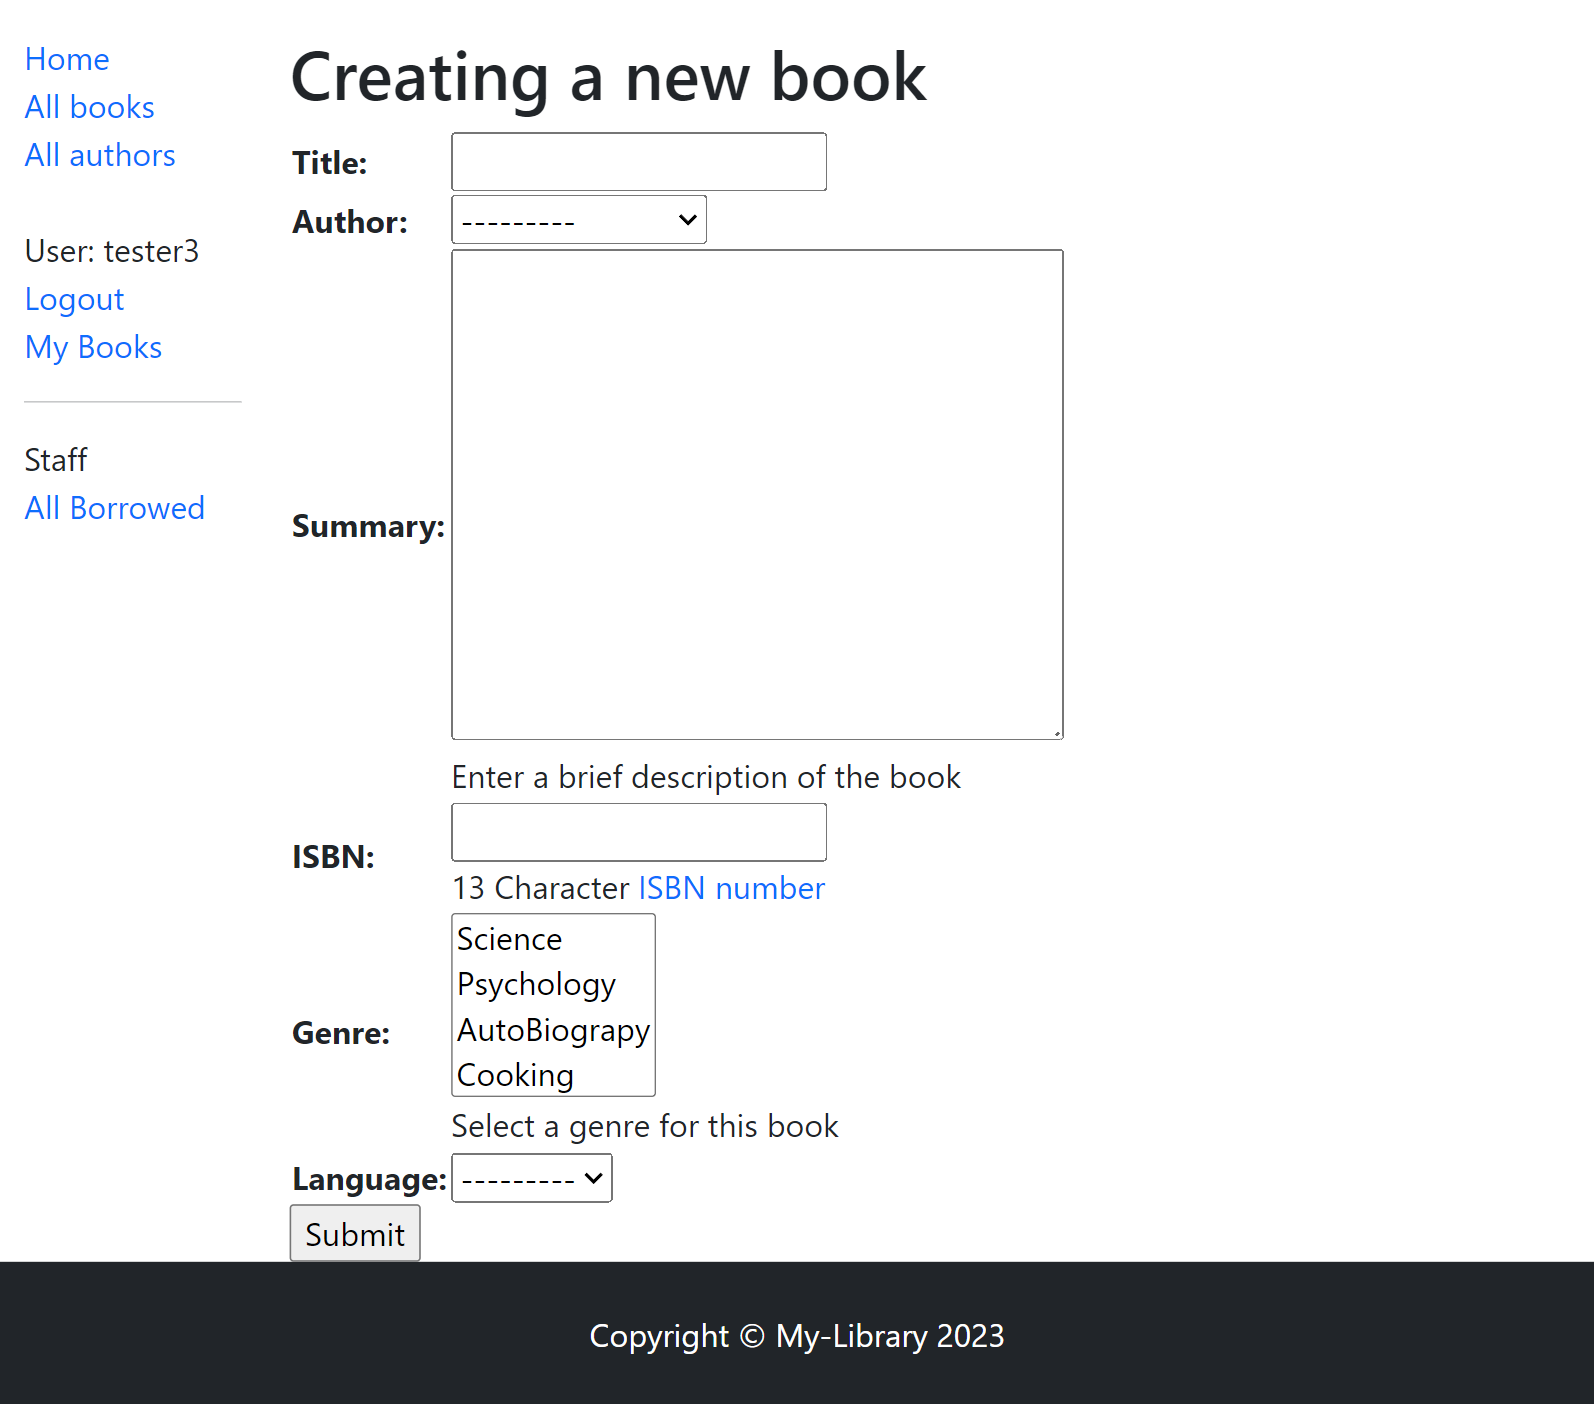 Home
All books
All authors
User: tester3
Logout
My Books
Staff
All Borrowed
Creating a new book
Title:
Author: ---------
Summary:
Enter a brief description of the book
ISBN:
13 Character ISBN number
Genre:
Science
Psychology
AutoBiograpy
Cooking
Select a genre for this book
Language: ---------
Submit
Copyright © My-Library 2023